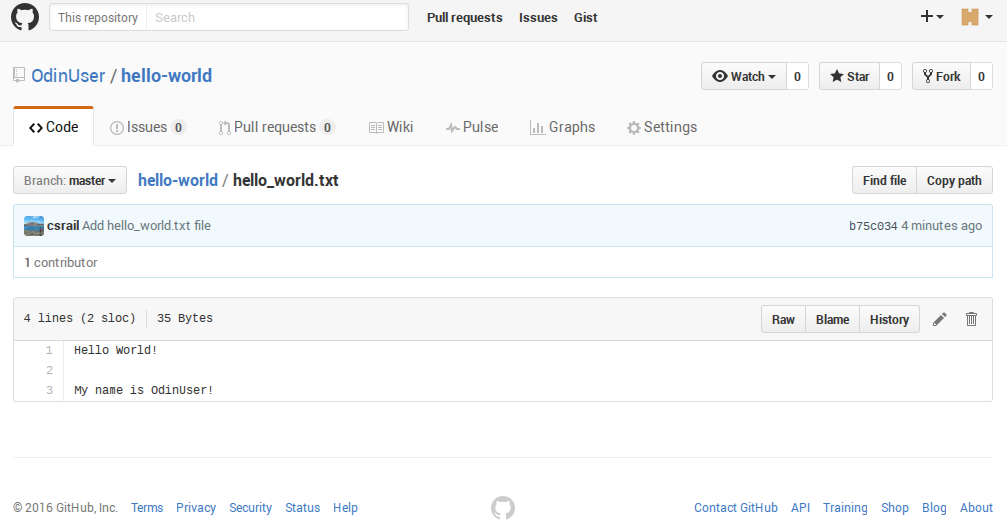 This repository Search Pull requests Issues Gist
OdinUser / hello-world Watch 0 Star 0 Fork 0
Code Issues 0 Pull requests 0 Wiki Pulse Graphs Settings
Branch: master hello-world / hello_world.txt Find file Copy path
csrail Add hello_world.txt file b75c034 4 minutes ago
1 contributor
4 lines (2 sloc) 35 Bytes Raw Blame History
1 Hello World!
2
3 My name is OdinUser!
© 2016 GitHub, Inc. Terms Privacy Security Status Help Contact GitHub API Training Shop Blog About